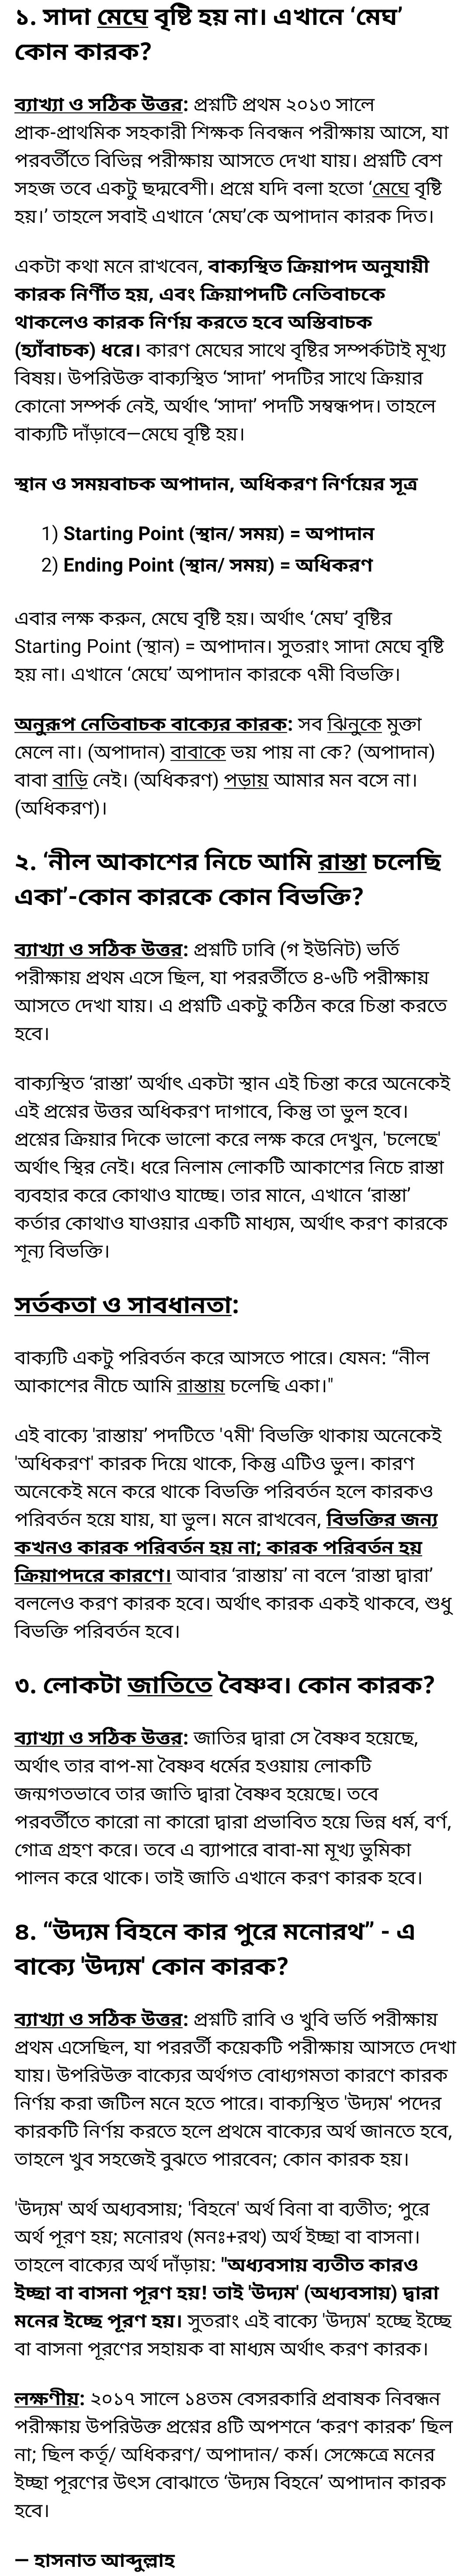 ১. সাদা মেঘে বৃষ্টি হয় না। এখানে ‘মেঘ’
কোন কারক?
ব্যাখ্যা ও সঠিক উত্তর: প্রশ্নটি প্রথম ২০১৩ সালে
প্রাক-প্রাথমিক সহকারী শিক্ষক নিবন্ধন পরীক্ষায় আসে, যা
পরবর্তীতে বিভিন্ন পরীক্ষায় আসতে দেখা যায়। প্রশ্নটি বেশ
সহজ তবে একটু ছদ্মবেশী। প্রশ্নে যদি বলা হতো ‘মেঘে বৃষ্টি
হয়।’ তাহলে সবাই এখানে ‘মেঘ’কে অপাদান কারক দিত।
একটা কথা মনে রাখবেন, বাক্যস্থিত ক্রিয়াপদ অনুযায়ী
কারক নির্ণীত হয়, এবং ক্রিয়াপদটি নেতিবাচকে
থাকলেও কারক নির্ণয় করতে হবে অস্তিবাচক
(হ্যাঁবাচক) ধরে। কারণ মেঘের সাথে বৃষ্টির সম্পর্কটাই মূখ্য
বিষয়। উপরিউক্ত বাক্যস্থিত ‘সাদা’ পদটির সাথে ক্রিয়ার
কোনো সম্পর্ক নেই, অর্থাৎ ‘সাদা’ পদটি সম্বন্ধপদ। তাহলে
বাক্যটি দাঁড়াবে—মেঘে বৃষ্টি হয়।
স্থান ও সময়বাচক অপাদান, অধিকরণ নির্ণয়ের সূত্র
1) Starting Point (স্থান/ সময়) = অপাদান
2) Ending Point (স্থান/ সময়) = অধিকরণ
এবার লক্ষ করুন, মেঘে বৃষ্টি হয়। অর্থাৎ ‘মেঘ’ বৃষ্টির
Starting Point (স্থান) = অপাদান। সুতরাং সাদা মেঘে বৃষ্টি
হয় না। এখানে ‘মেঘে’ অপাদান কারকে ৭মী বিভক্তি।
অনুরূপ নেতিবাচক বাক্যের কারক: সব ঝিনুকে মুক্তা
মেলে না। (অপাদান) বাবাকে ভয় পায় না কে? (অপাদান)
বাবা বাড়ি নেই। (অধিকরণ) পড়ায় আমার মন বসে না।
(অধিকরণ)।
২. ‘নীল আকাশের নিচে আমি রাস্তা চলেছি
একা’-কোন কারকে কোন বিভক্তি?
ব্যাখ্যা ও সঠিক উত্তর: প্রশ্নটি ঢাবি (গ ইউনিট) ভর্তি
পরীক্ষায় প্রথম এসে ছিল, যা পররর্তীতে ৪-৬টি পরীক্ষায়
আসতে দেখা যায়। এ প্রশ্নটি একটু কঠিন করে চিন্তা করতে
হবে।
বাক্যস্থিত ‘রাস্তা’ অর্থাৎ একটা স্থান এই চিন্তা করে অনেকেই
এই প্রশ্নের উত্তর অধিকরণ দাগাবে, কিন্তু তা ভুল হবে।
প্রশ্নের ক্রিয়ার দিকে ভালো করে লক্ষ করে দেখুন, 'চলেছে'
অর্থাৎ স্থির নেই। ধরে নিলাম লোকটি আকাশের নিচে রাস্তা
ব্যবহার করে কোথাও যাচ্ছে। তার মানে, এখানে ‘রাস্তা’
কর্তার কোথাও যাওয়ার একটি মাধ্যম, অর্থাৎ করণ কারকে
শূন্য বিভক্তি।
সর্তকতা ও সাবধানতা:
বাক্যটি একটু পরিবর্তন করে আসতে পারে। যেমন: “নীল
আকাশের নীচে আমি রাস্তায় চলেছি একা।"
এই বাক্যে 'রাস্তায়’ পদটিতে '৭মী' বিভক্তি থাকায় অনেকেই
'অধিকরণ' কারক দিয়ে থাকে, কিন্তু এটিও ভুল। কারণ
অনেকেই মনে করে থাকে বিভক্তি পরিবর্তন হলে কারকও
পরিবর্তন হয়ে যায়, যা ভুল। মনে রাখবেন, বিভক্তির জন্য
কখনও কারক পরিবর্তন হয় না; কারক পরিবর্তন হয়
ক্রিয়াপদরে কারণে। আবার ‘রাস্তায়’ না বলে ‘রাস্তা দ্বারা’
বললেও করণ কারক হবে। অর্থাৎ কারক একই থাকবে, শুধু
বিভক্তি পরিবর্তন হবে।
৩. লোকটা জাতিতে বৈষ্ণব। কোন কারক?
ব্যাখ্যা ও সঠিক উত্তর: জাতির দ্বারা সে বৈষ্ণব হয়েছে,
অর্থাৎ তার বাপ-মা বৈষ্ণব ধর্মের হওয়ায় লোকটি
জন্মগতভাবে তার জাতি দ্বারা বৈষ্ণব হয়েছে। তবে
পরবর্তীতে কারো না কারো দ্বারা প্রভাবিত হয়ে ভিন্ন ধর্ম, বর্ণ,
গোত্র গ্রহণ করে। তবে এ ব্যাপারে বাবা-মা মূখ্য ভুমিকা
পালন করে থাকে। তাই জাতি এখানে করণ কারক হবে।
৪. “উদ্যম বিহনে কার পুরে মনোরথ” - এ
বাক্যে 'উদ্যম' কোন কারক?
ব্যাখ্যা ও সঠিক উত্তর: প্রশ্নটি রাবি ও খুবি ভর্তি পরীক্ষায়
প্রথম এসেছিল, যা পররর্তী কয়েকটি পরীক্ষায় আসতে দেখা
যায়। উপরিউক্ত বাক্যের অর্থগত বোধ্যগমতা কারণে কারক
নির্ণয় করা জটিল মনে হতে পারে। বাক্যস্থিত 'উদ্যম' পদের
কারকটি নির্ণয় করতে হলে প্রথমে বাক্যের অর্থ জানতে হবে,
তাহলে খুব সহজেই বুঝতে পারবেন; কোন কারক হয়।
'উদ্যম' অর্থ অধ্যবসায়; 'বিহনে' অর্থ বিনা বা ব্যতীত; পুরে
অর্থ পূরণ হয়; মনোরথ (মনঃ+রথ) অর্থ ইচ্ছা বা বাসনা।
তাহলে বাক্যের অর্থ দাঁড়ায়: "অধ্যবসায় ব্যতীত কারও
ইচ্ছা বা বাসনা পূরণ হয়! তাই 'উদ্যম' (অধ্যবসায়) দ্বারা
মনের ইচ্ছে পূরণ হয়। সুতরাং এই বাক্যে 'উদ্যম' হচ্ছে ইচ্ছে
বা বাসনা পূরণের সহায়ক বা মাধ্যম অর্থাৎ করণ কারক।
লক্ষণীয়: ২০১৭ সালে ১৪তম বেসরকারি প্রবাষক নিবন্ধন
পরীক্ষায় উপরিউক্ত প্রশ্নের ৪টি অপশনে ‘করণ কারক’ ছিল
না; ছিল কর্তৃ/ অধিকরণ/ অপাদান/ কর্ম। সেক্ষেত্রে মনের
ইচ্ছা পূরণের উৎস বোঝাতে ‘উদ্যম বিহনে’ অপাদান কারক
হবে।
— হাসনাত আব্দুল্লাহ